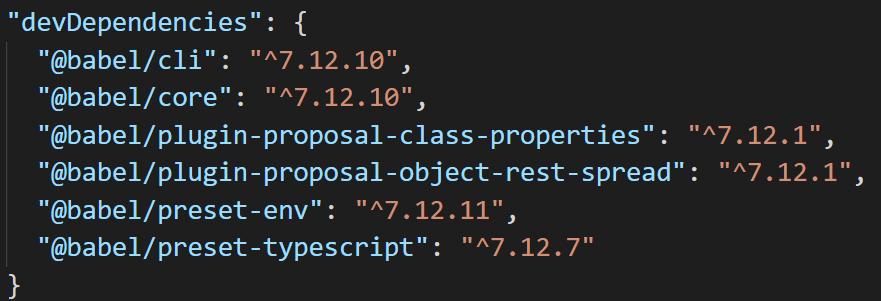 "devDependencies": {
"@babel/cli": "^7.12.10",
"@babel/core": "^7.12.10",
"@babel/plugin-proposal-class-properties": "^7.12.1",
"@babel/plugin-proposal-object-rest-spread": "^7.12.1",
"@babel/preset-env": "^7.12.11",
"@babel/preset-typescript": "^7.12.7"
}